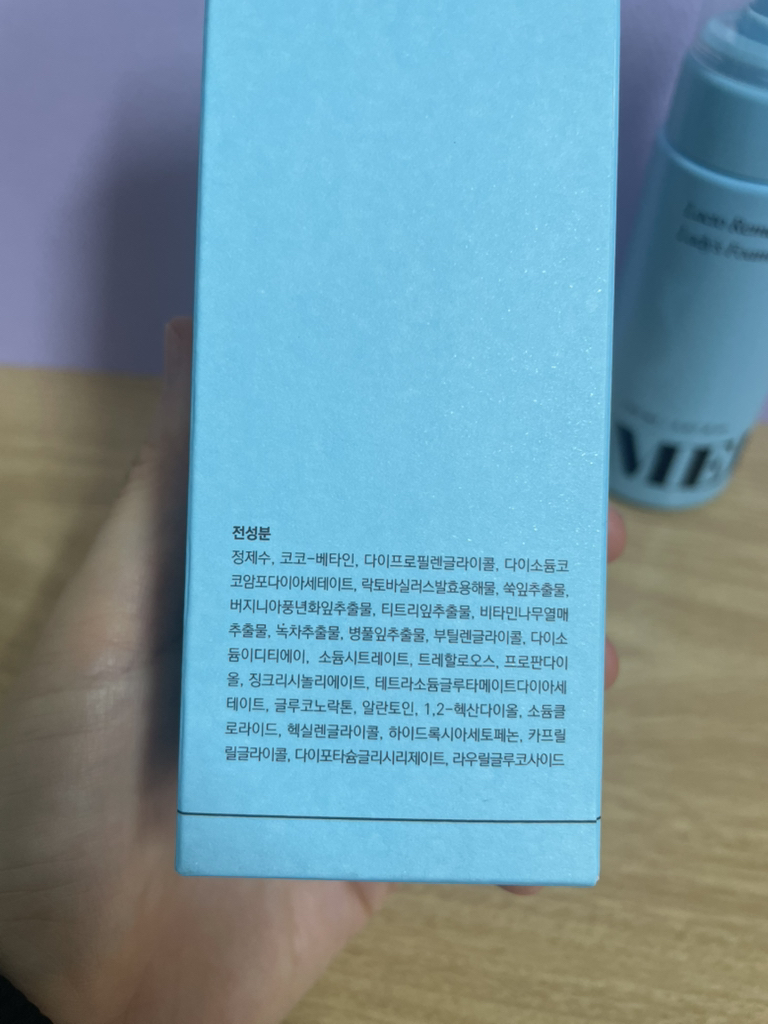 전성분
정제수, 코코-베타인, 다이프로필렌글라이콜, 다이소듐코
코암포다이아세테이트, 락토바실러스발효용해물, 쑥잎추출물,
버지니아풍년화잎추출물, 티트리잎추출물, 비타민나무열매
추출물, 녹차추출물, 병풀잎추출물, 부틸렌글라이콜, 다이소
듐이디티에이, 소듐시트레이트, 트레할로오스, 프로판다이
올, 징크리시놀리에이트, 테트라소듐글루타메이트다이아세
테이트, 글루코노락톤, 알란토인, 1,2-헥산다이올, 소듐클
로라이드, 헥실렌글라이콜, 하이드록시아세토페논, 카프릴
릴글라이콜, 다이포타슘글리시리제이트, 라우릴글루코사이드
Lacto
Lady's
ME